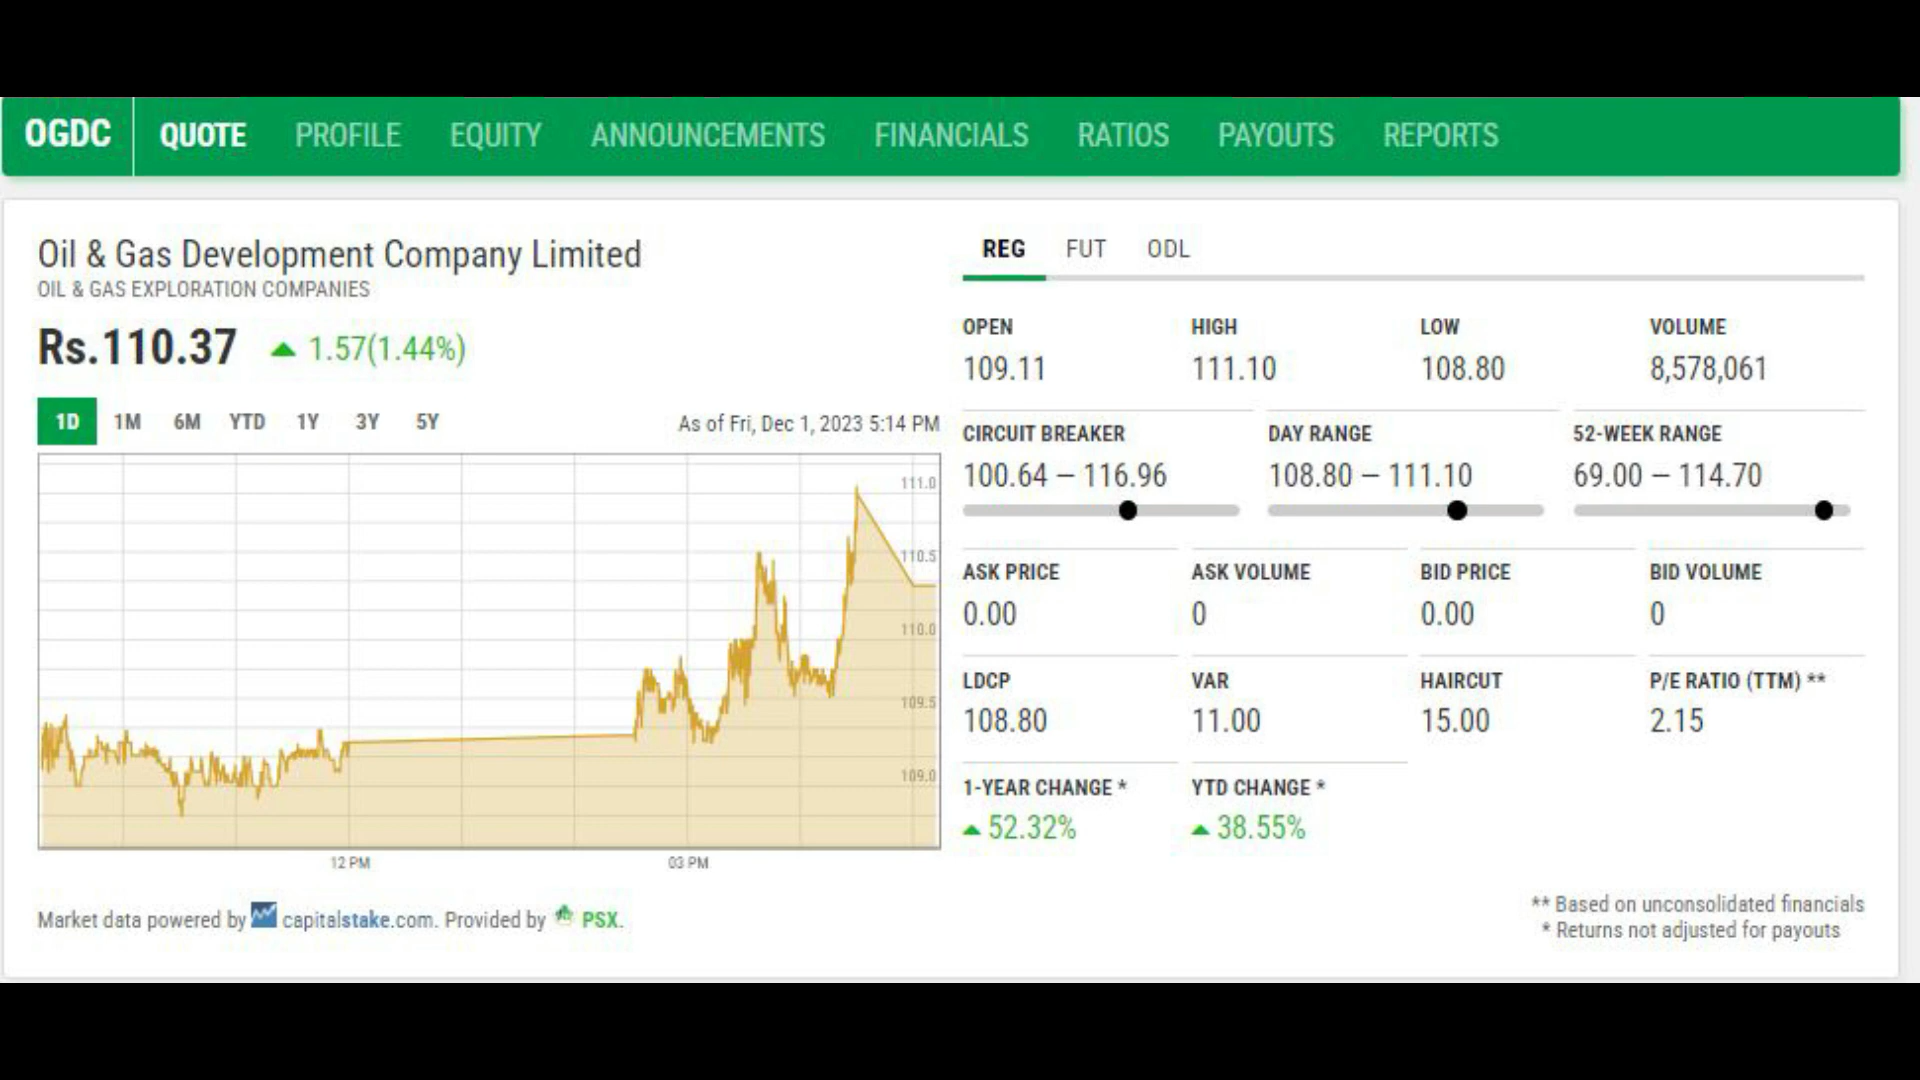 OGDC QUOTE PROFILE EQUITY ANNOUNCEMENTS FINANCIALS RATIOS PAYOUTS REPORTS
Oil & Gas Development Company Limited
OIL & GAS EXPLORATION COMPANIES
Rs.110.37 ▲ 1.57(1.44%)
1D 1M 6M YTD 1Y 3Y 5Y
As of Fri, Dec 1, 2023 5:14 PM
111.0
110.5
110.0
109.5
109.0
12 PM 03 PM
Market data powered by capitalstake.com. Provided by PSX.
REG FUT ODL
OPEN HIGH LOW VOLUME
109.11 111.10 108.80 8,578,061
CIRCUIT BREAKER DAY RANGE 52-WEEK RANGE
100.64 — 116.96 108.80 — 111.10 69.00 — 114.70
ASK PRICE ASK VOLUME BID PRICE BID VOLUME
0.00 0 0.00 0
LDCP VAR HAIRCUT P/E RATIO (TTM) **
108.80 11.00 15.00 2.15
1-YEAR CHANGE * YTD CHANGE *
▲ 52.32% ▲ 38.55%
** Based on unconsolidated financials
* Returns not adjusted for payouts